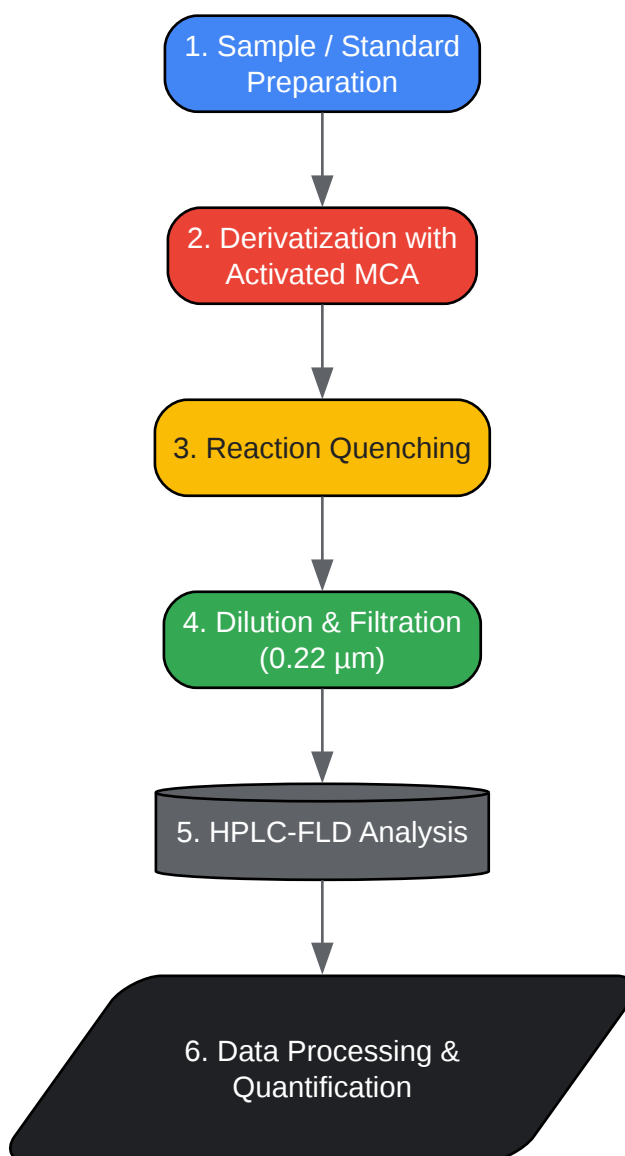 1. Sample / Standard
Preparation
2. Derivatization with
Activated MCA
3. Reaction Quenching
4. Dilution & Filtration
(0.22 µm)
5. HPLC-FLD Analysis
6. Data Processing &
Quantification